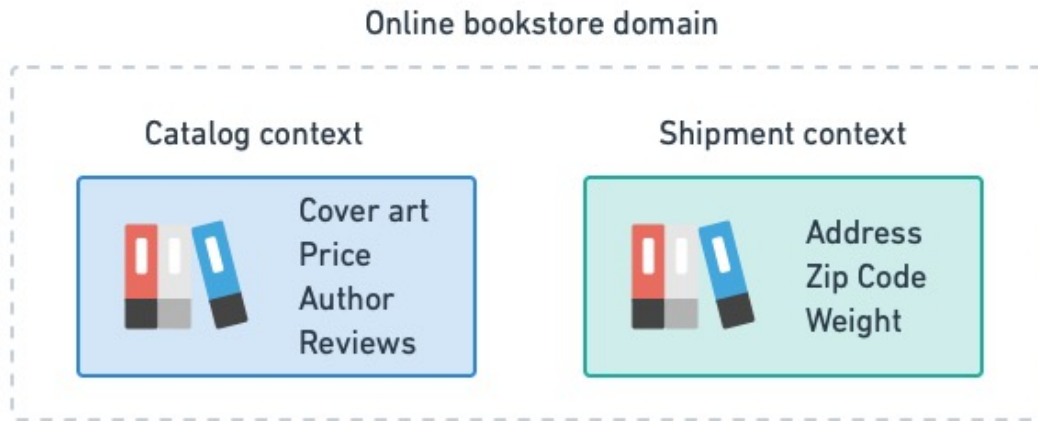 Online bookstore domain
Catalog context
Cover art
Price
Author
Reviews
Shipment context
Address
Zip Code
Weight